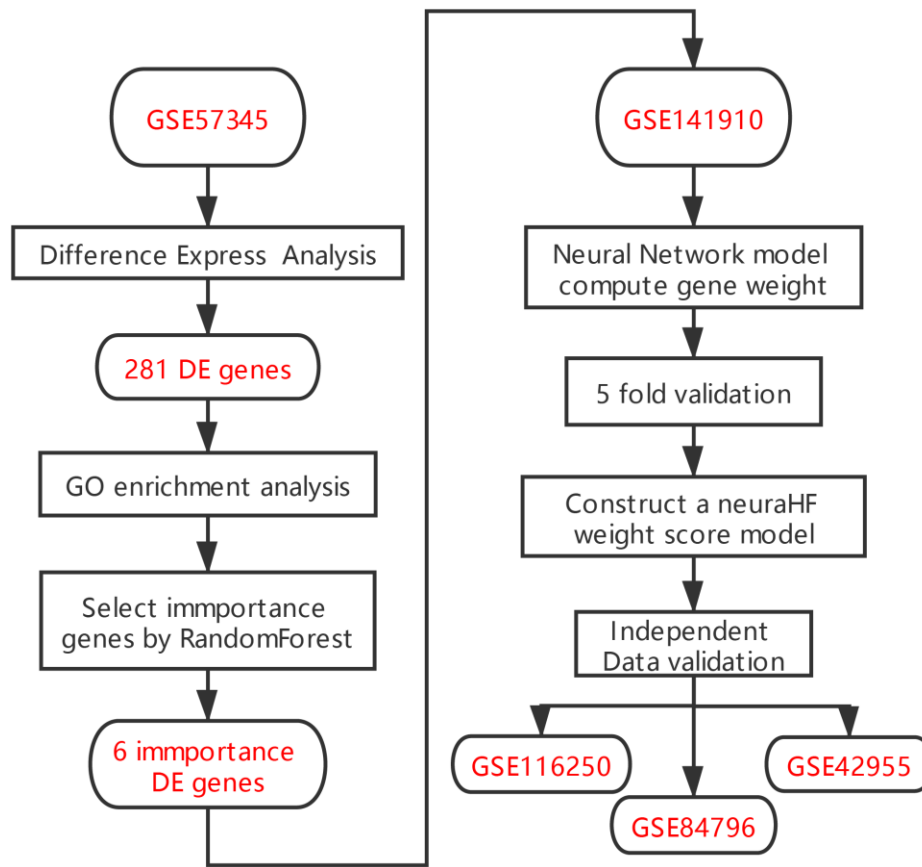 GSE57345
Difference Express Analysis
281 DE genes
GO enrichment analysis
Select immportance
genes by RandomForest
6 immportance
DE genes
GSE141910
Neural Network model
compute gene weight
5 fold validation
Construct a neuraHF
weight score model
Independent
Data validation
GSE116250
GSE84796
GSE42955